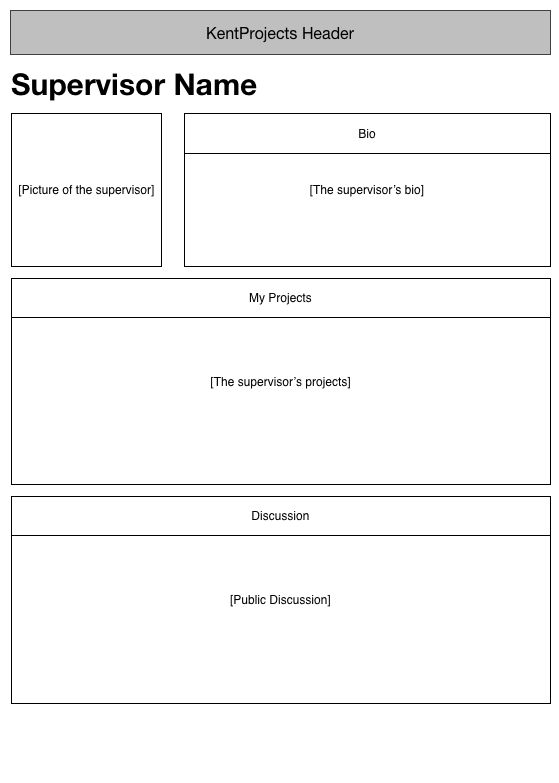 KentProjects Header
Supervisor Name
[Picture of the supervisor]
Bio
[The supervisor’s bio]
My Projects
[The supervisor’s projects]
Discussion
[Public Discussion]